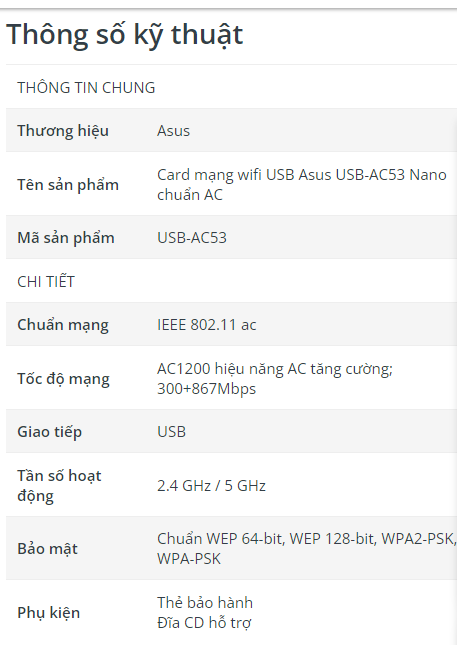 Thông số kỹ thuật
THÔNG TIN CHUNG
Thương hiệu Asus
Tên sản phẩm Card mạng wifi USB Asus USB-AC53 Nano
chuẩn AC
Mã sản phẩm USB-AC53
CHI TIẾT
Chuẩn mạng IEEE 802.11 ac
Tốc độ mạng AC1200 hiệu năng AC tăng cường;
300+867Mbps
Giao tiếp USB
Tần số hoạt
động 2.4 GHz / 5 GHz
Bảo mật Chuẩn WEP 64-bit, WEP 128-bit, WPA2-PSK,
WPA-PSK
Phụ kiện Thẻ bảo hành
Đĩa CD hỗ trợ